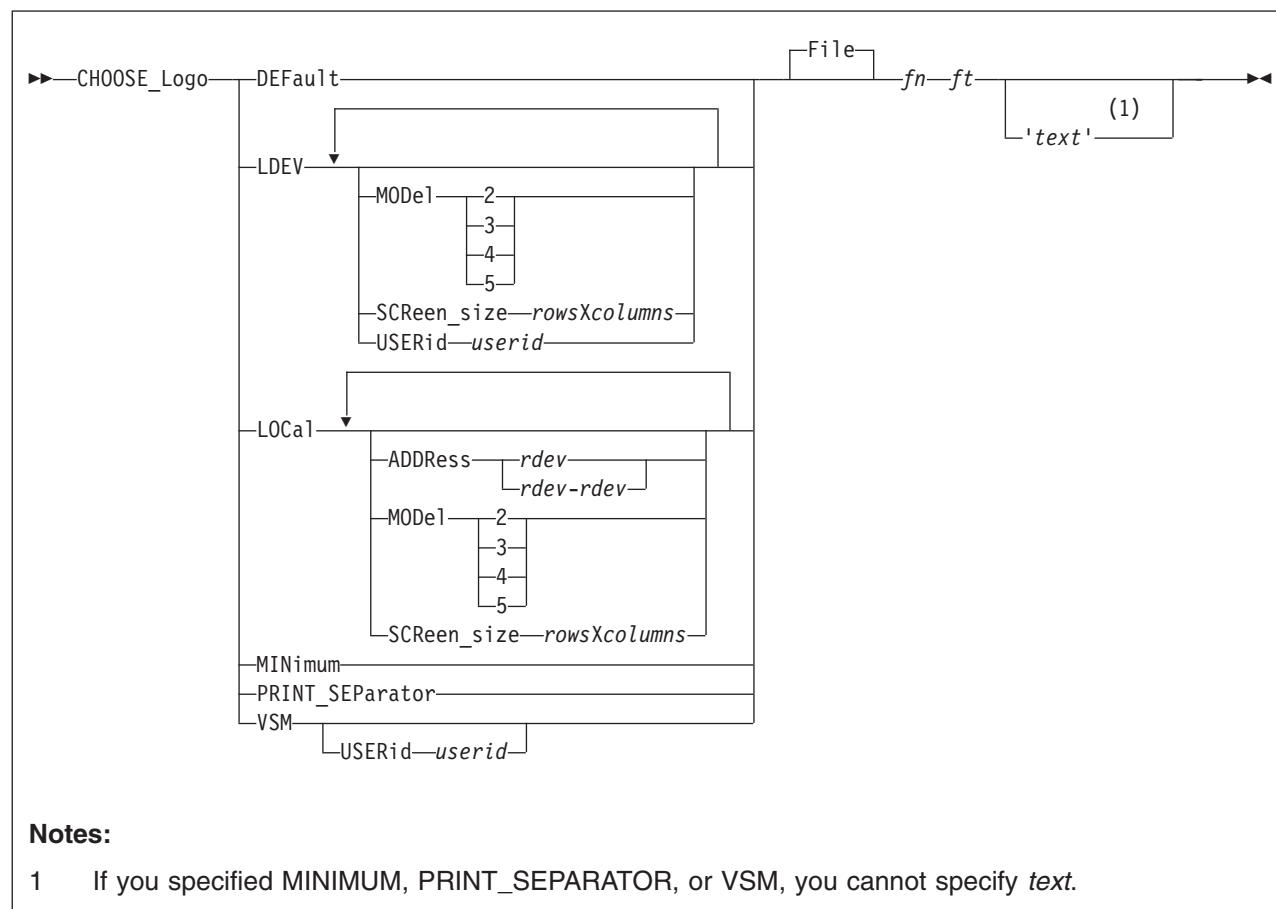 File
CHOOSE_Logo DEFault fn ft
(1)
'text'
LDEV
MODel 2
3
4
5
SCReen_size rowsXcolumns
USERid userid
LOCal
ADDRess rdev
rdev-rdev
MODel 2
3
4
5
SCReen_size rowsXcolumns
MINimum
PRINT_SEParator
VSM
USERid userid
Notes:
1 If you specified MINIMUM, PRINT_SEPARATOR, or VSM, you cannot specify text.